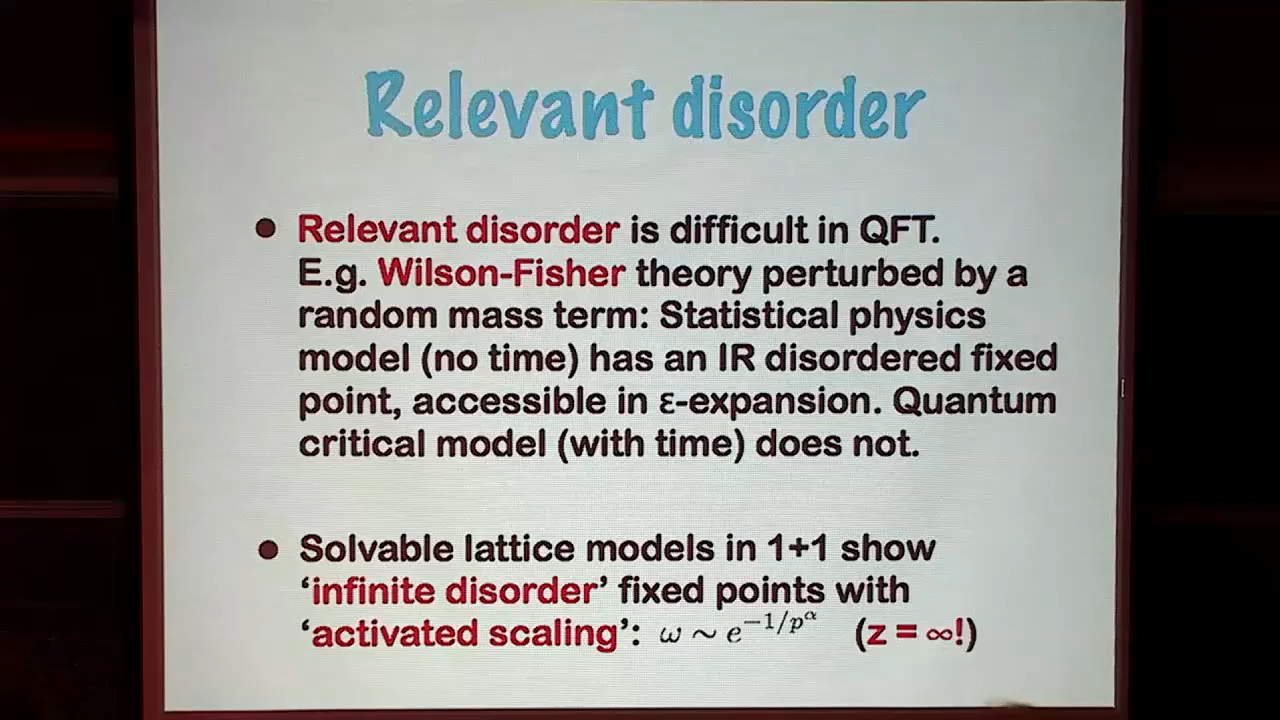 Relevant disorder
● Relevant disorder is difficult in QFT.
E.g. Wilson-Fisher theory perturbed by a
random mass term: Statistical physics
model (no time) has an IR disordered fixed
point, accessible in ε-expansion. Quantum
critical model (with time) does not.
● Solvable lattice models in 1+1 show
‘infinite disorder’ fixed points with
‘activated scaling’: ω ~ e^{-1/p^α} (z = ∞!)